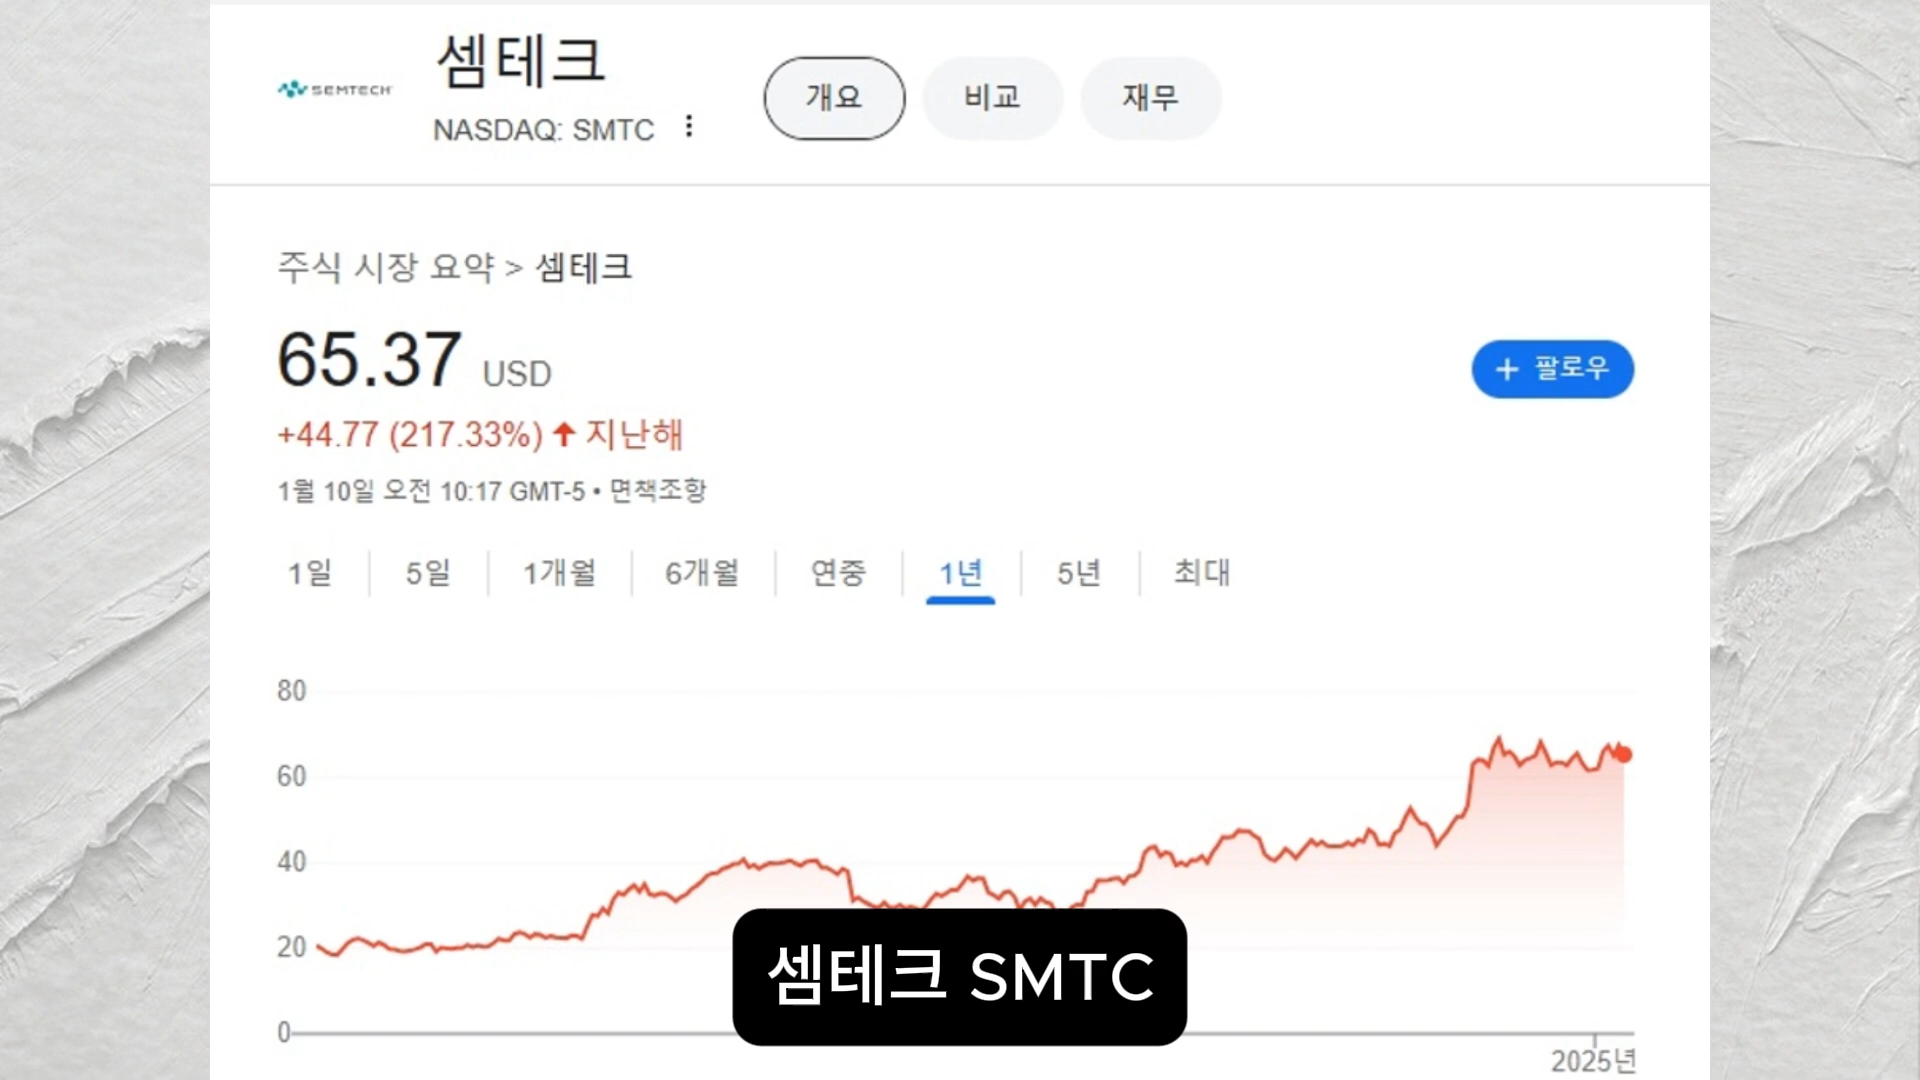 SEMTECH
셈테크
NASDAQ: SMTC
개요
비교
재무
주식 시장 요약 > 셈테크
65.37 USD
+ 팔로우
+44.77 (217.33%) 지난해
1월 10일 오전 10:17 GMT-5 • 면책조항
1일
5일
1개월
6개월
연중
1년
5년
최대
80
60
40
20
0
2025년
셈테크 SMTC